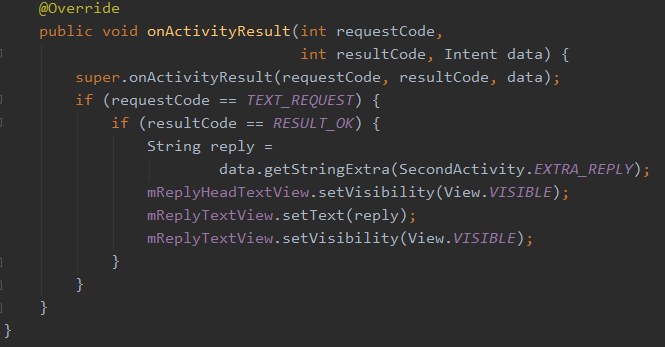 @Override
public void onActivityResult(int requestCode,
int resultCode, Intent data) {
super.onActivityResult(requestCode, resultCode, data);
if (requestCode == TEXT_REQUEST) {
if (resultCode == RESULT_OK) {
String reply =
data.getStringExtra(SecondActivity.EXTRA_REPLY);
mReplyHeadTextView.setVisibility(View.VISIBLE);
mReplyTextView.setText(reply);
mReplyTextView.setVisibility(View.VISIBLE);
}
}
}
}